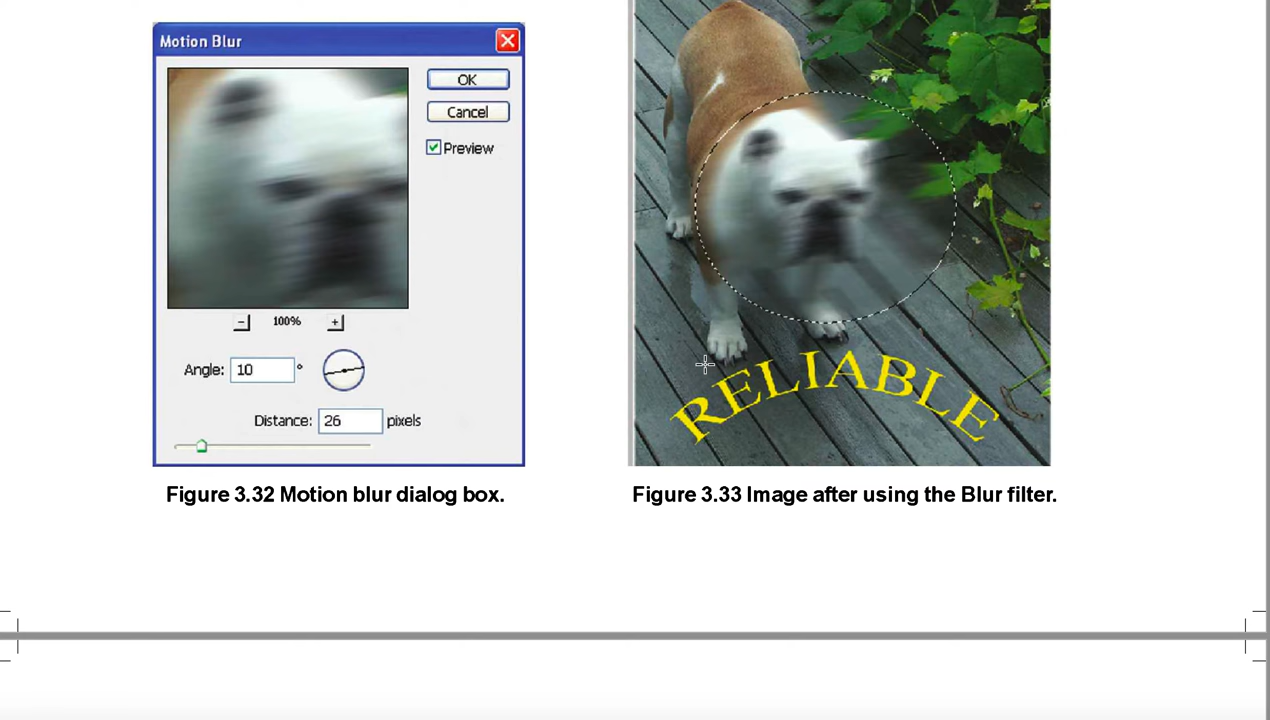 Motion Blur
OK
Cancel
Preview
100%
Angle: 10 °
Distance: 26 pixels
RELIABLE
Figure 3.32 Motion blur dialog box.
Figure 3.33 Image after using the Blur filter.